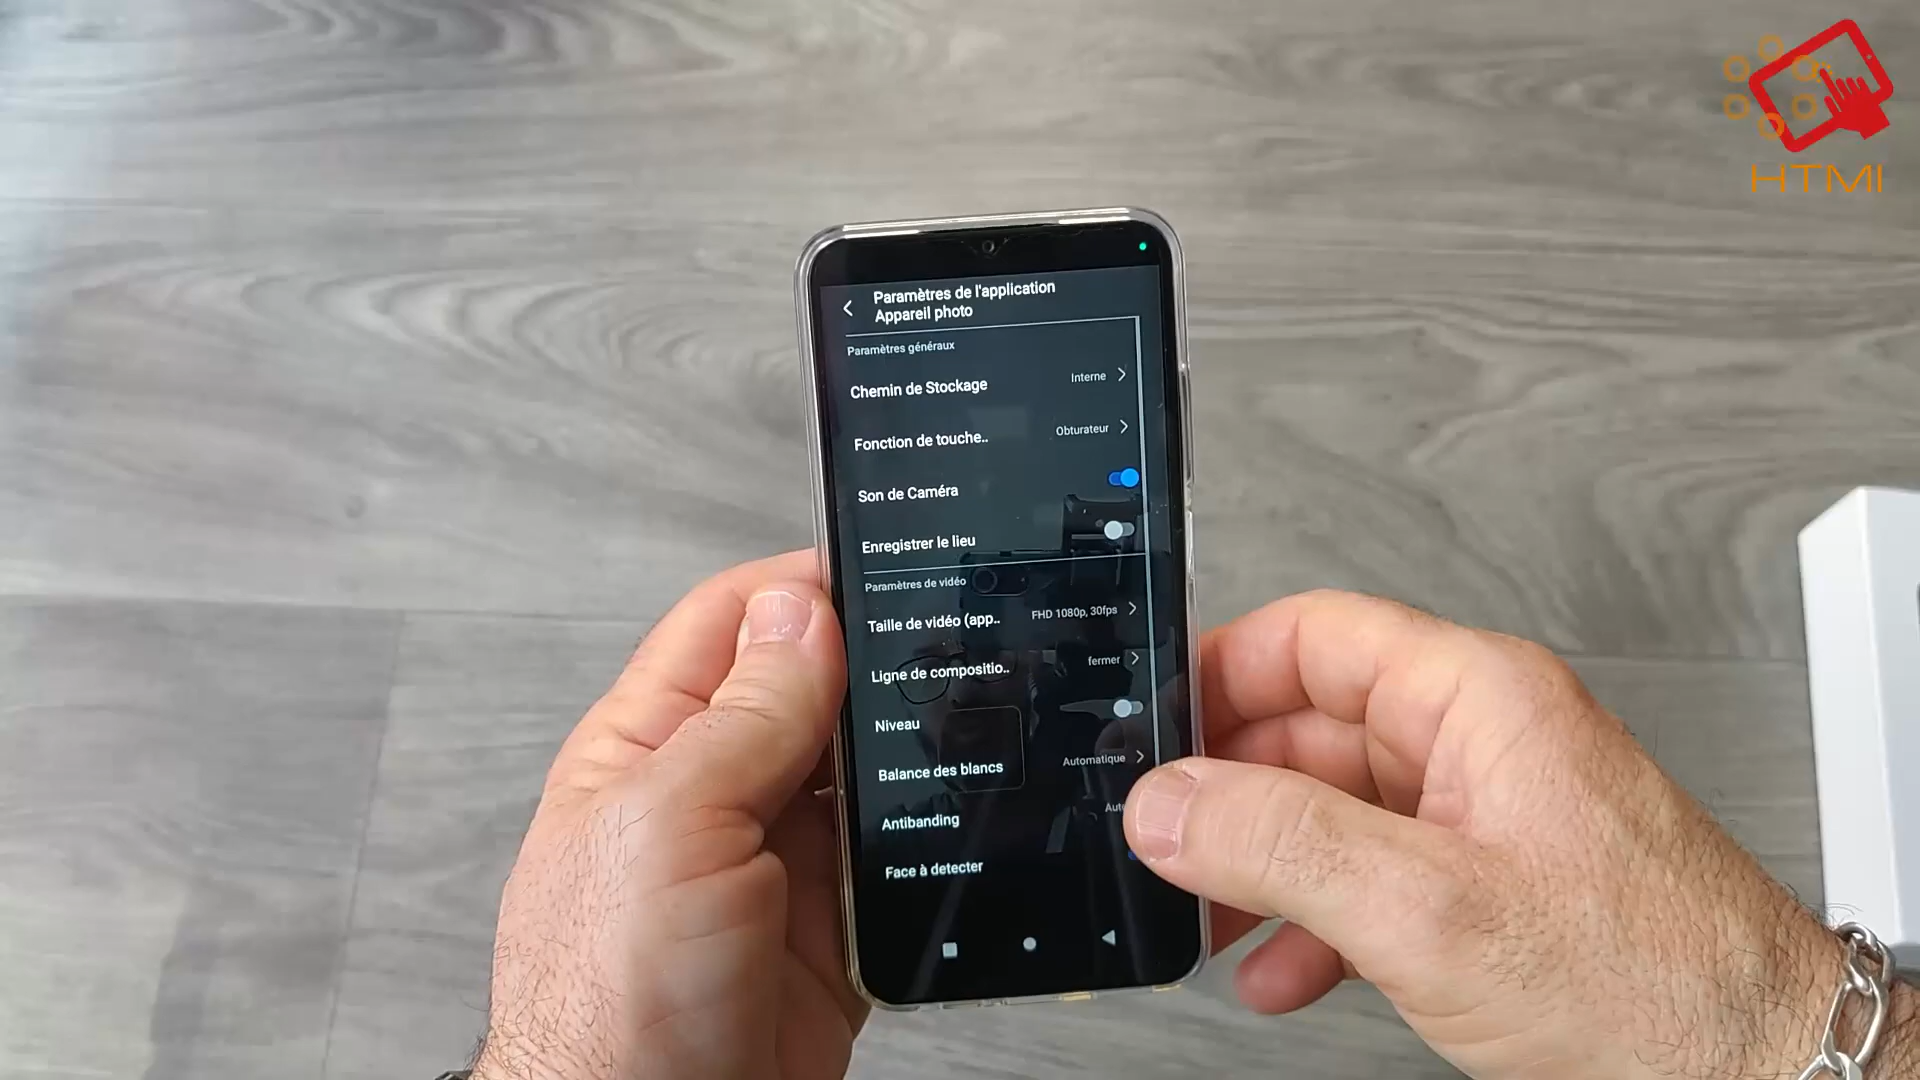 HTMI
Paramètres de l'application
Appareil photo
Paramètres généraux
Chemin de Stockage Interne
Fonction de touche.. Obturateur
Son de Caméra
Enregistrer le lieu
Paramètres de vidéo
Taille de vidéo (app.. FHD 1080p, 30fps
Ligne de compositio.. fermer
Niveau
Balance des blancs Automatique
Antibanding
Face à detecter